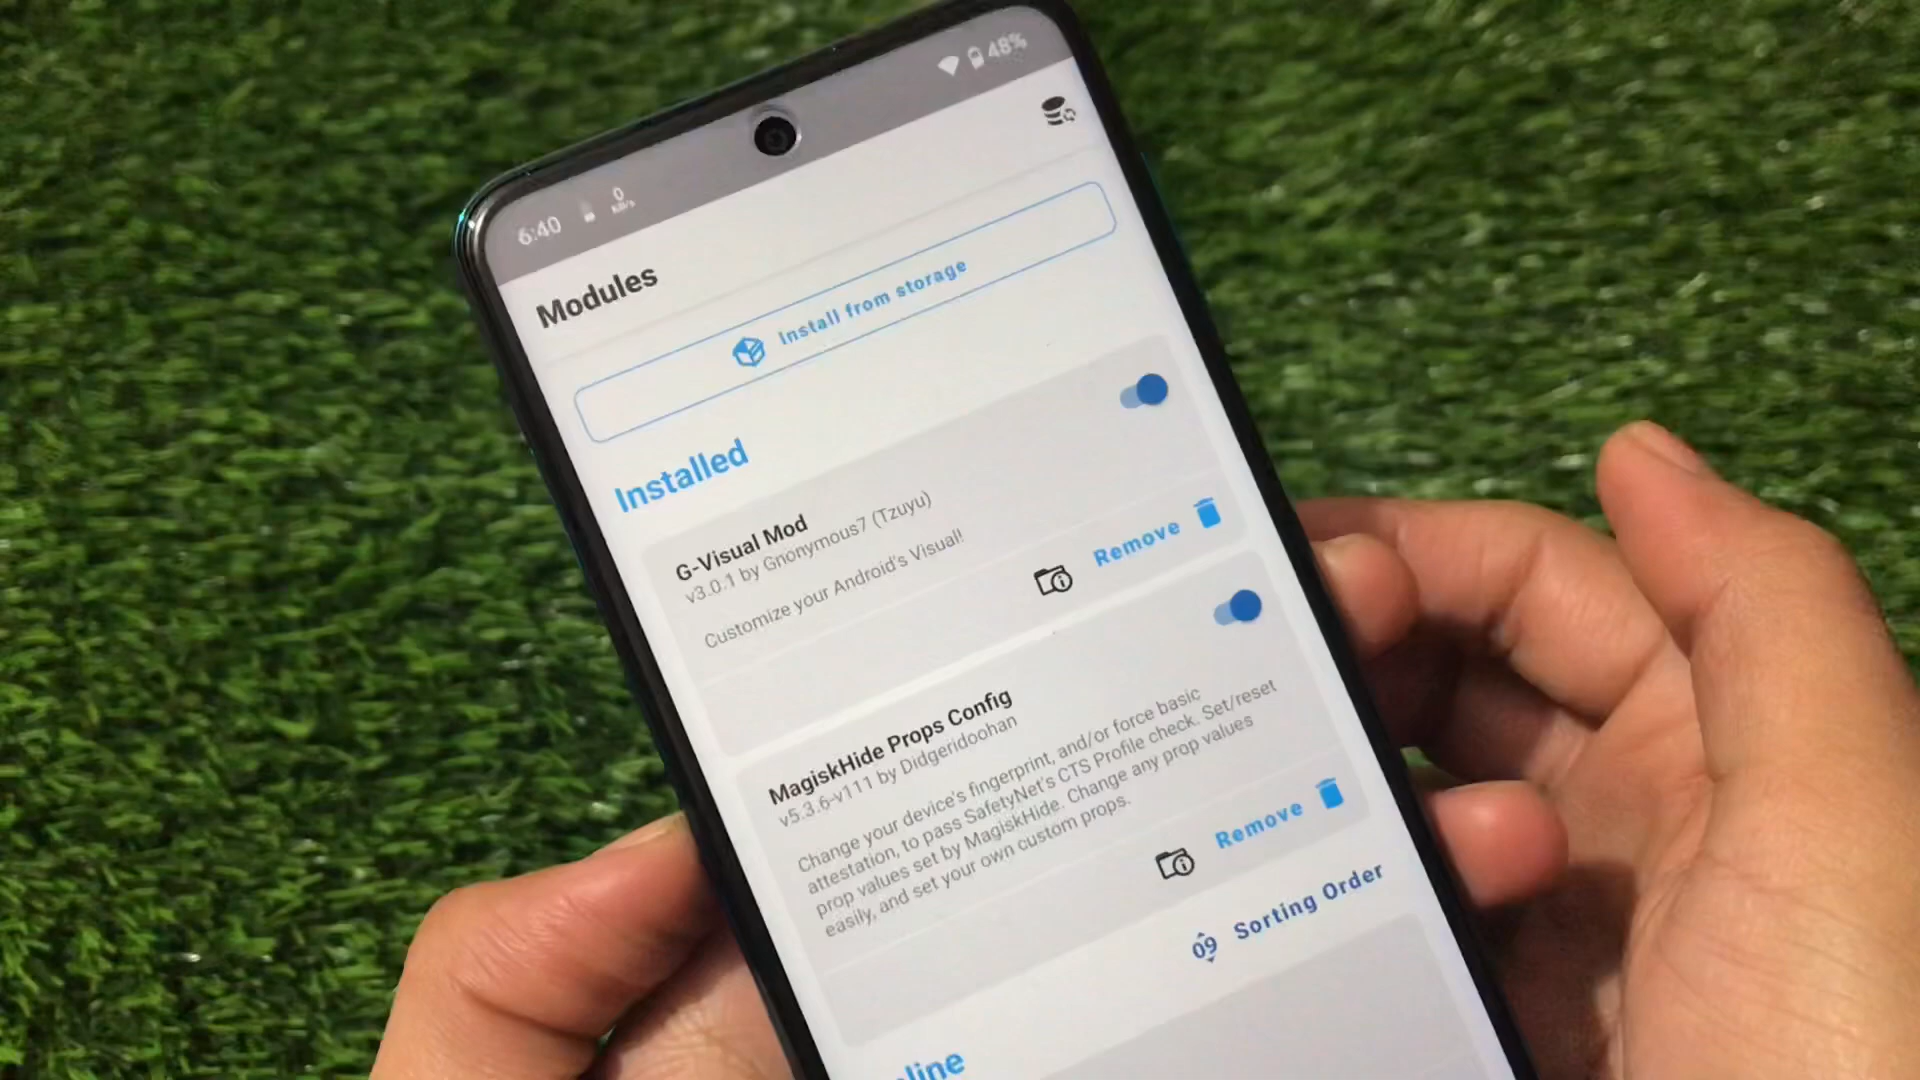 6:40
0
KB/s
48%
Modules
Install from storage
Installed
G-Visual Mod
v3.0.1 by Gnonymous7 (Tzuyu)
Customize your Android's Visual!
Remove
MagiskHide Props Config
v5.3.6-v111 by Didgeridoohan
Change your device's fingerprint, and/or force basic
attestation, to pass SafetyNet's CTS Profile check. Set/reset
prop values set by MagiskHide. Change any prop values
easily, and set your own custom props.
Remove
09 Sorting Order